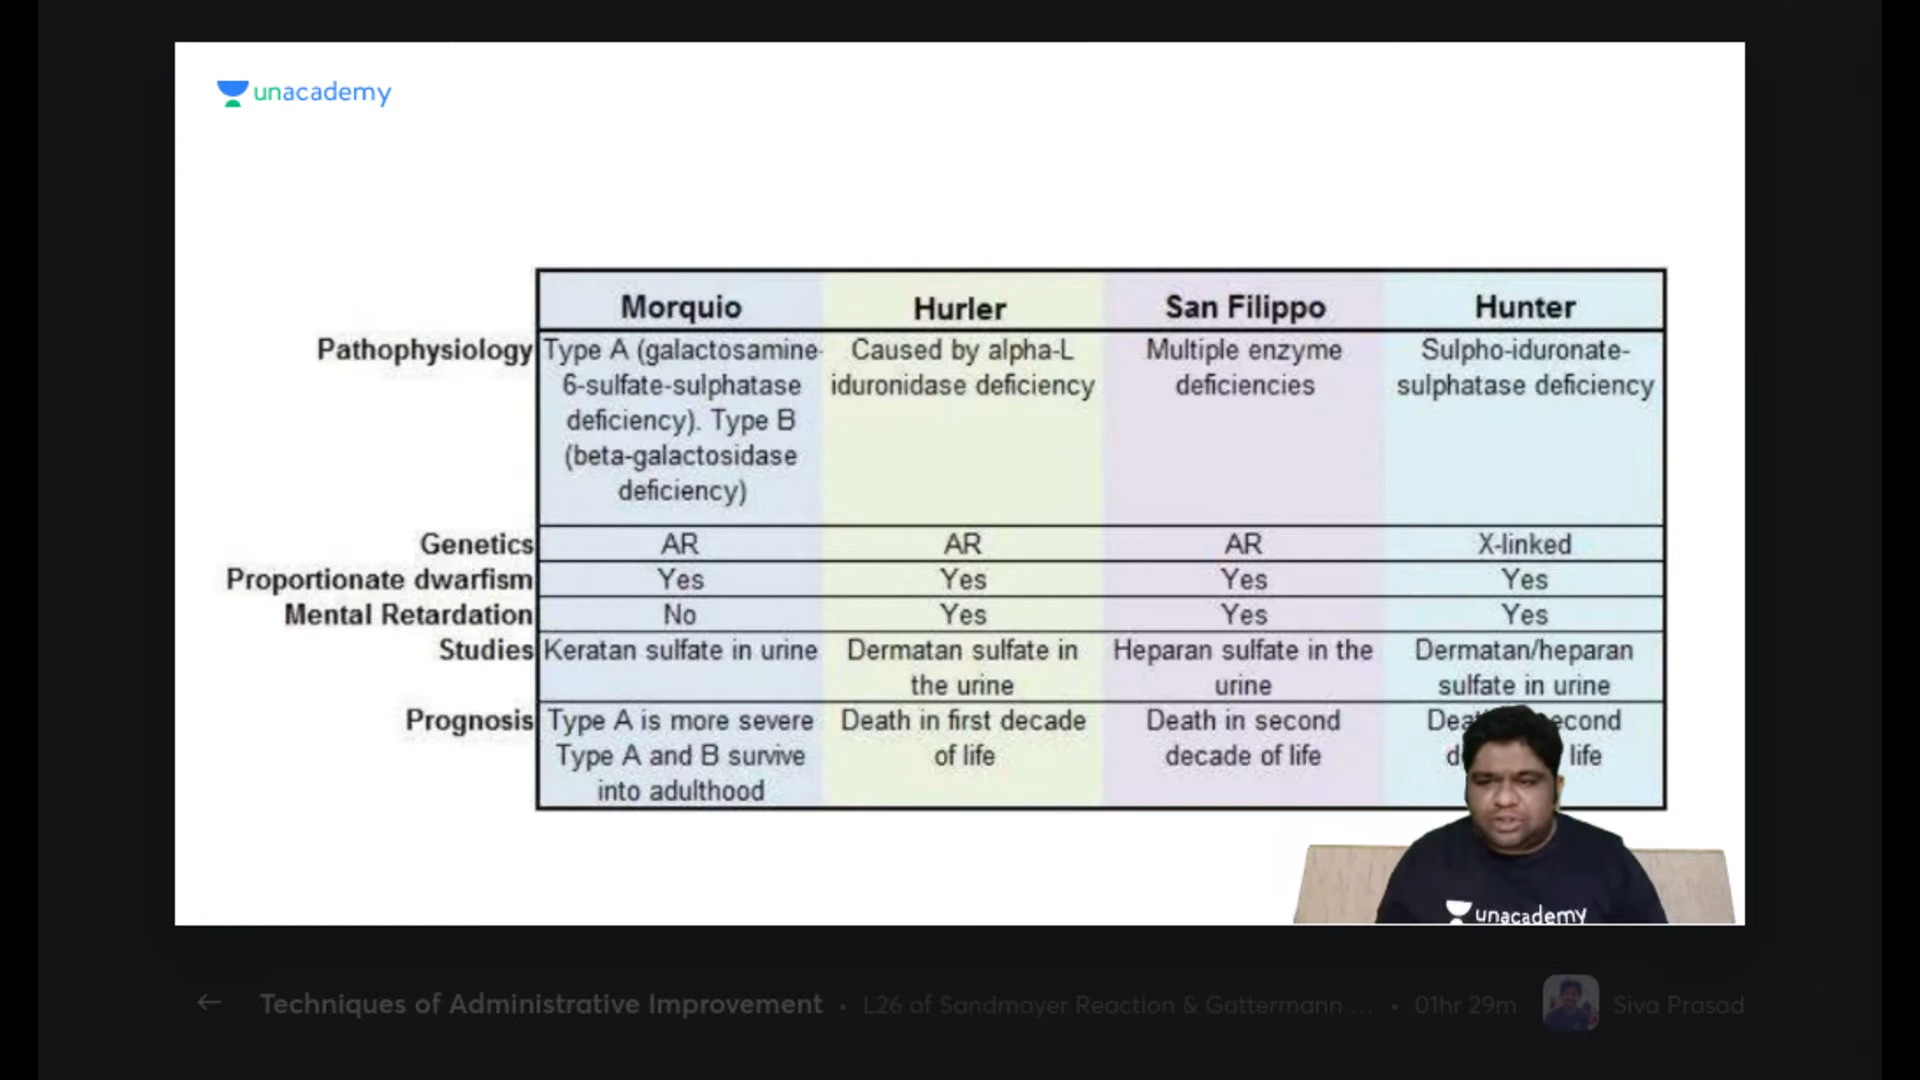 unacademy
Morquio Hurler San Filippo Hunter
Pathophysiology Type A (galactosamine- Caused by alpha-L Multiple enzyme Sulpho-iduronate-
6-sulfate-sulphatase iduronidase deficiency deficiencies sulphatase deficiency
deficiency). Type B
(beta-galactosidase
deficiency)
Genetics AR AR AR X-linked
Proportionate dwarfism Yes Yes Yes Yes
Mental Retardation No Yes Yes Yes
Studies Keratan sulfate in urine Dermatan sulfate in Heparan sulfate in the Dermatan/heparan
the urine urine sulfate in urine
Prognosis Type A is more severe Death in first decade Death in second
Type A and B survive of life decade of life life
into adulthood
unacademy
Techniques of Administrative Improvement • L26 of Sandmayer Reaction & Gattermann ... • 01hr 29m Siva Prasad